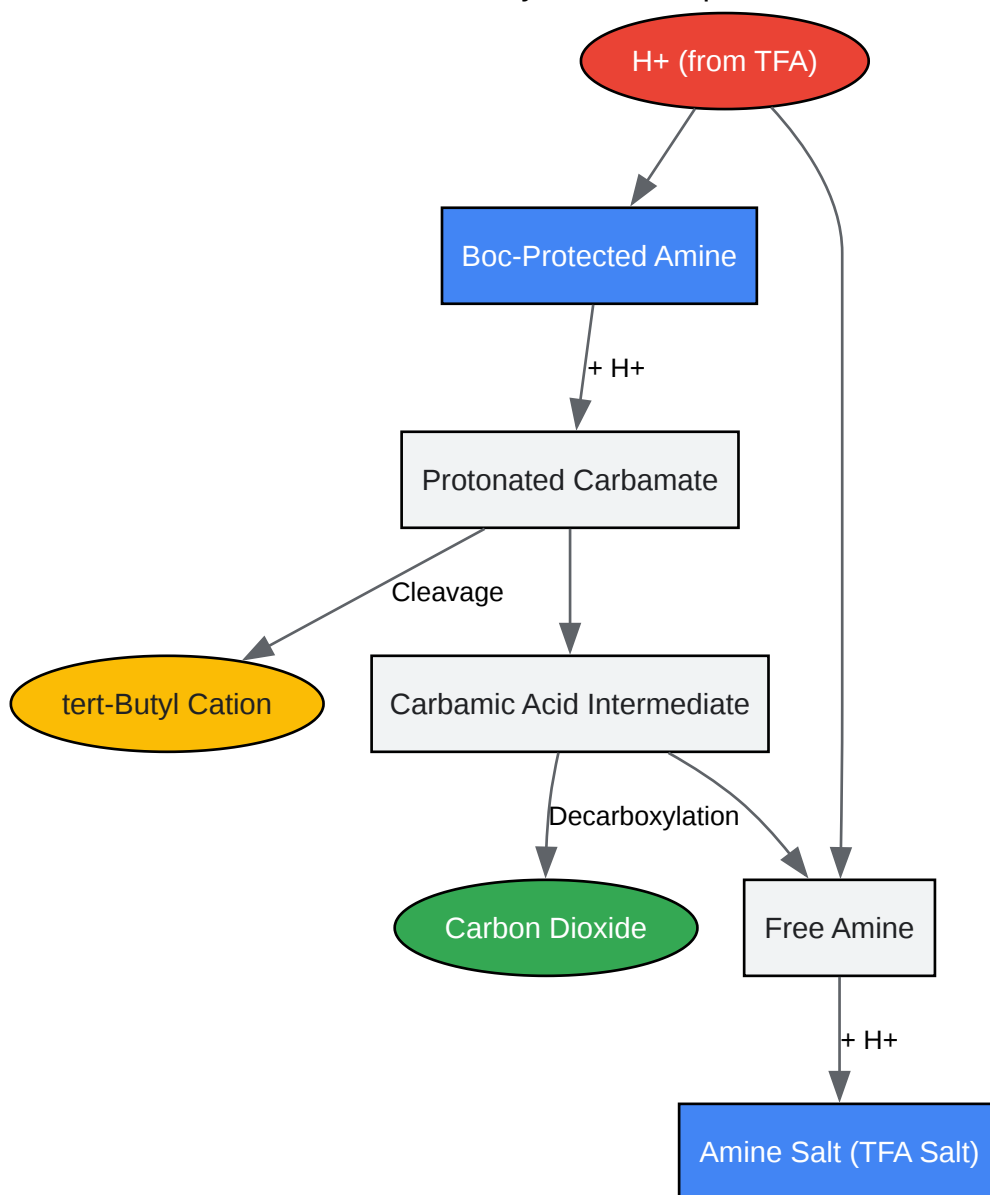 H+ (from TFA)
Boc-Protected Amine
+ H+
Protonated Carbamate
Cleavage
tert-Butyl Cation
Carbamic Acid Intermediate
Decarboxylation
Carbon Dioxide
Free Amine
+ H+
Amine Salt (TFA Salt)